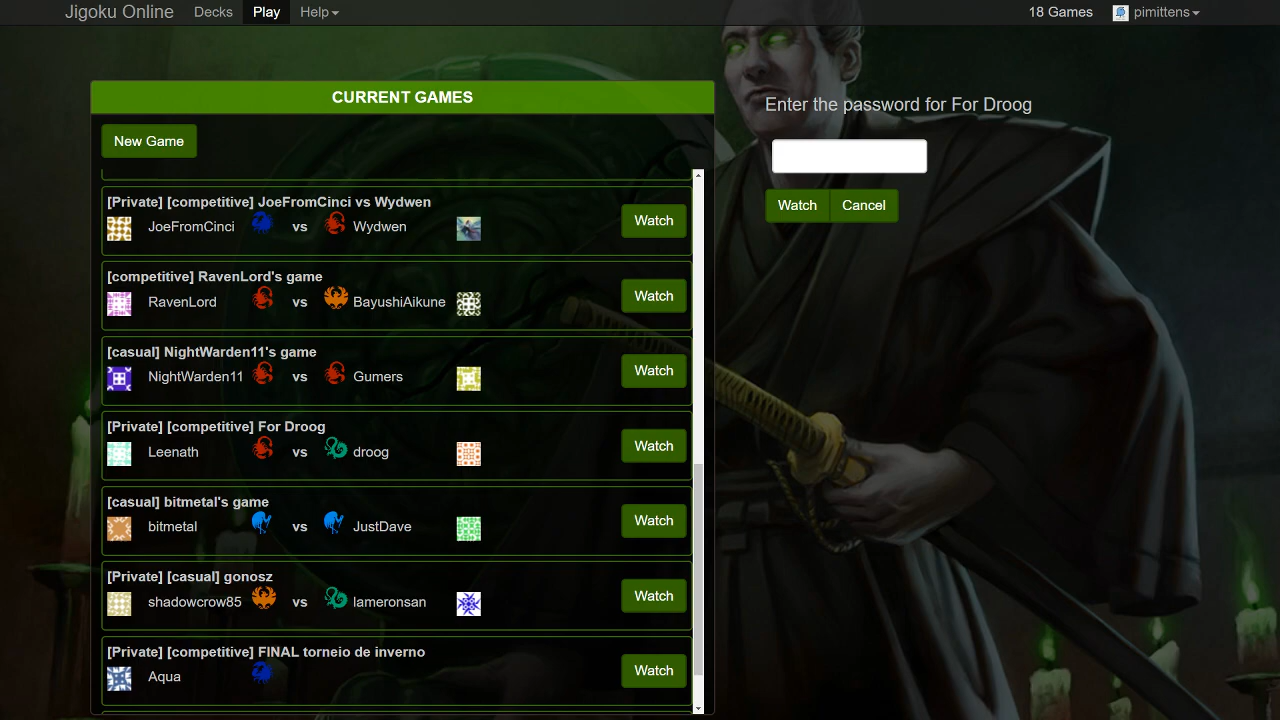 Jigoku Online Decks Play Help 18 Games pimittens
CURRENT GAMES
Enter the password for For Droog
New Game
Watch Cancel
[Private] [competitive] JoeFromCinci vs Wydwen
JoeFromCinci vs Wydwen Watch
[competitive] RavenLord's game
RavenLord vs BayushiAikune Watch
[casual] NightWarden11's game
NightWarden11 vs Gumers Watch
[Private] [competitive] For Droog
Leenath vs droog Watch
[casual] bitmetal's game
bitmetal vs JustDave Watch
[Private] [casual] gonosz
shadowcrow85 vs lameronsan Watch
[Private] [competitive] FINAL torneio de inverno
Aqua Watch